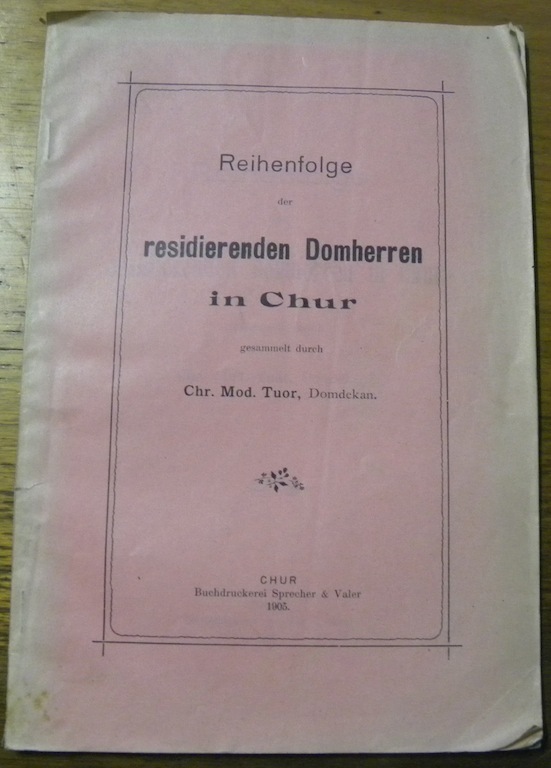 Reihenfolge
der
residierenden Domherren
in Chur
gesammelt durch
Chr. Mod. Tuor, Domdekan.
CHUR
Buchdruckerei Sprecher & Valer
1905.